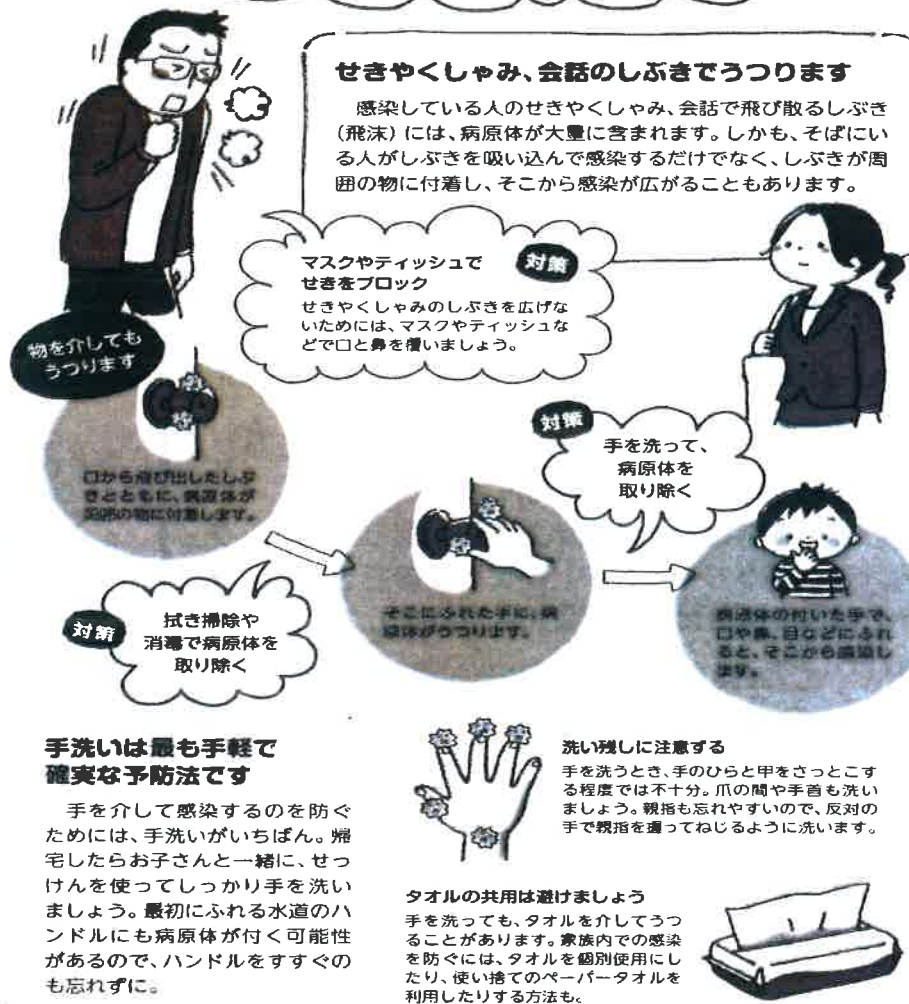 せきやくしゃみ、会話のしぶきでうつります
感染している人のせきやくしゃみ、会話で飛び散るしぶき
(飛沫)には、病原体が大量に含まれます。しかも、そばにい
る人がしぶきを吸い込んで感染するだけでなく、しぶきが周
囲の物に付着し、そこから感染が広がることもあります。
対策
マスクやティッシュで
せきをブロック
せきやくしゃみのしぶきを広げな
いためには、マスクやティッシュな
どで口と鼻を覆いましょう。
物を介しても
うつります
口から飛び出したしぶ
きとともに、病原体が
周囲の物に付着します。
対策
手を洗って、
病原体を
取り除く
そこにふれた手に、病
原体がうつります。
病原体の付いた手で、
口や鼻、目などにふれ
ると、そこから感染し
ます。
対策
拭き掃除や
消毒で病原体を
取り除く
手洗いは最も手軽で
確実な予防法です
手を介して感染するのを防ぐ
ためには、手洗いがいちばん。帰
宅したらお子さんと一緒に、せっ
けんを使ってしっかり手を洗い
ましょう。最初にふれる水道のハ
ンドルにも病原体が付く可能性
があるので、ハンドルをすすぐの
も忘れずに。
洗い残しに注意する
手を洗うとき、手のひらと甲をさっとこす
る程度では不十分。爪の間や手首も洗い
ましょう。親指も忘れやすいので、反対の
手で親指を握ってねじるように洗います。
タオルの共用は避けましょう
手を洗っても、タオルを介してうつ
ることがあります。家族内での感染
を防ぐには、タオルを個別使用にし
たり、使い捨てのペーパータオルを
利用したりする方法も。